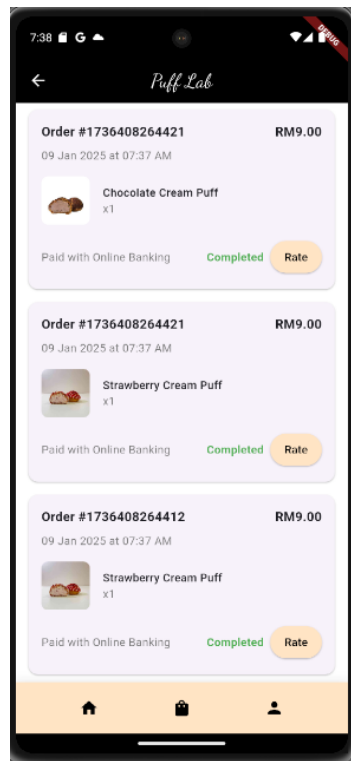 7:38 G
DEBUG
Puff Lab
Order #1736408264421 RM9.00
09 Jan 2025 at 07:37 AM
Chocolate Cream Puff
x1
Paid with Online Banking Completed Rate
Order #1736408264421 RM9.00
09 Jan 2025 at 07:37 AM
Strawberry Cream Puff
x1
Paid with Online Banking Completed Rate
Order #1736408264412 RM9.00
09 Jan 2025 at 07:37 AM
Strawberry Cream Puff
x1
Paid with Online Banking Completed Rate